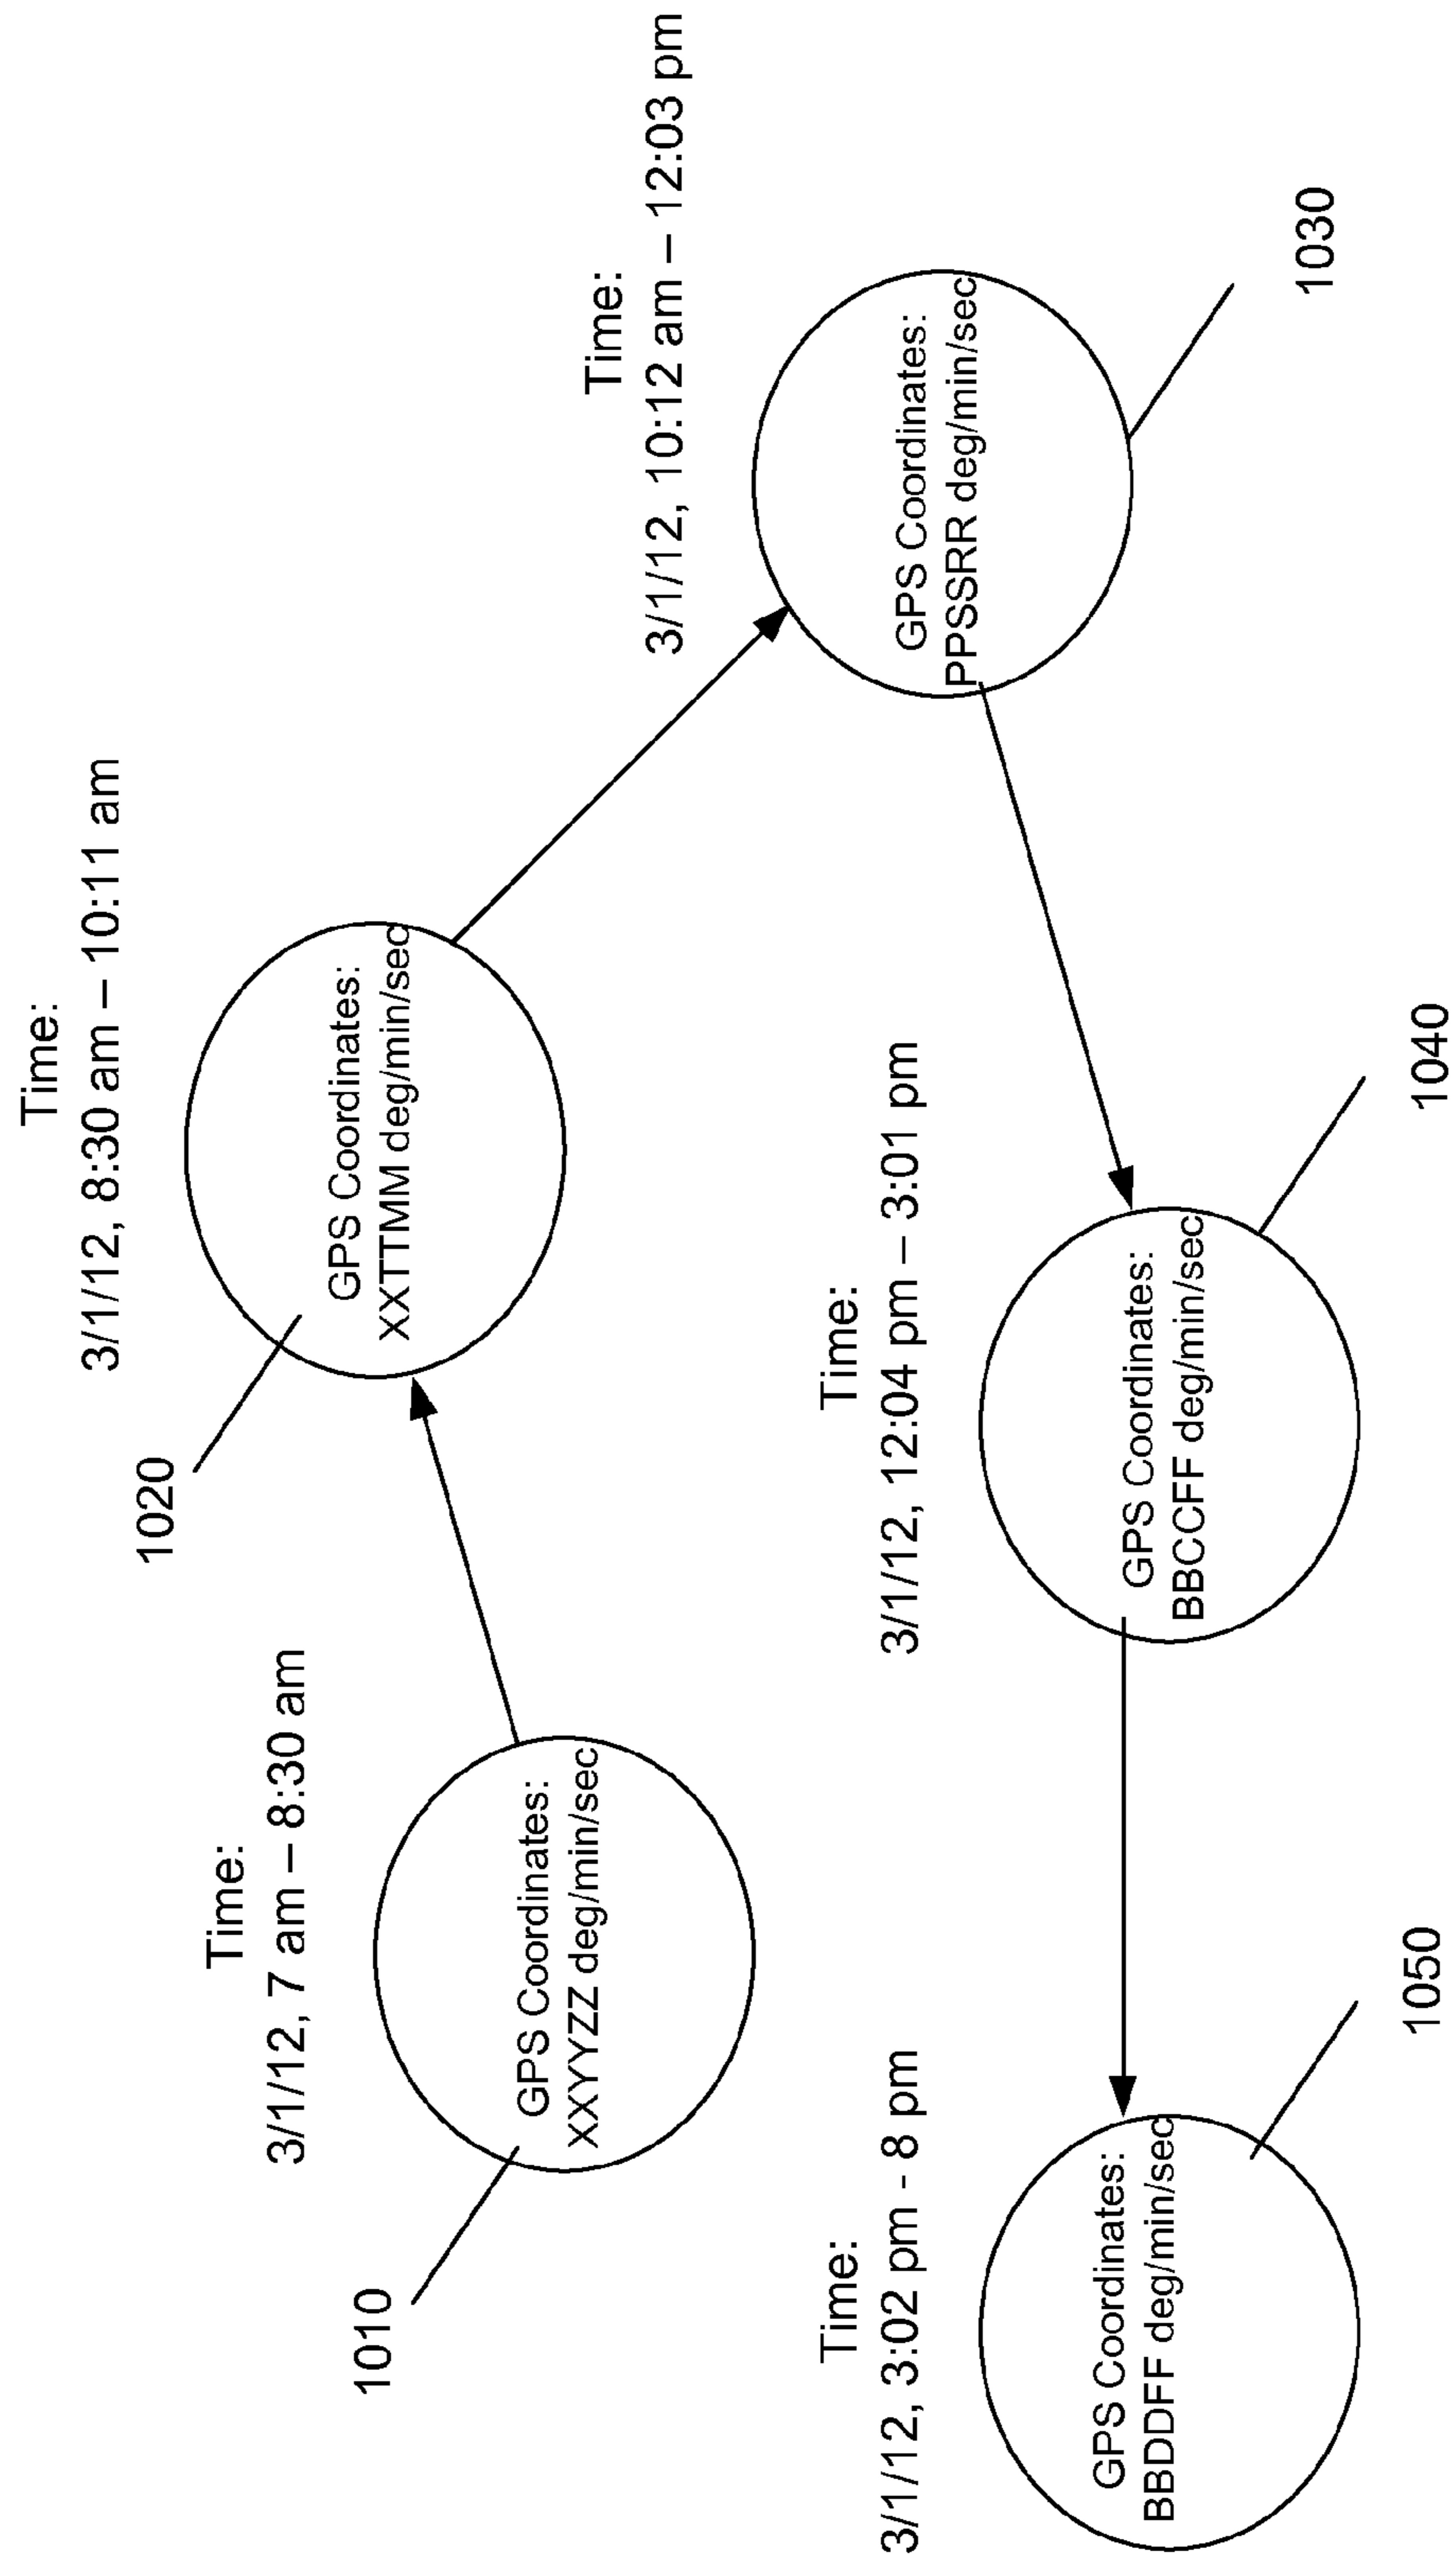 Time:
3/1/12, 7 am – 8:30 am
1010
GPS Coordinates:
XXYYZZ deg/min/sec
Time:
3/1/12, 8:30 am – 10:11 am
1020
GPS Coordinates:
XXTTMM deg/min/sec
Time:
3/1/12, 10:12 am – 12:03 pm
GPS Coordinates:
PPSSRR deg/min/sec
1030
Time:
3/1/12, 12:04 pm – 3:01 pm
GPS Coordinates:
BBCCFF deg/min/sec
1040
Time:
3/1/12, 3:02 pm - 8 pm
GPS Coordinates:
BBDDFF deg/min/sec
1050